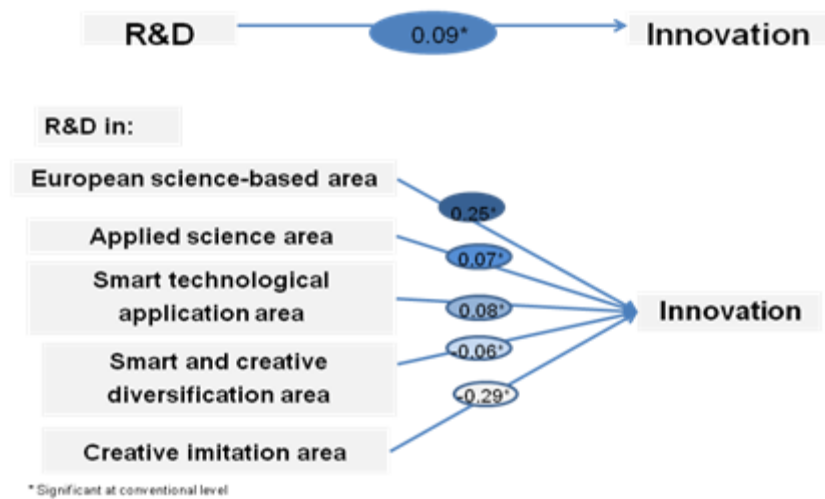 R&D 0.09* Innovation
R&D in:
European science-based area
0.25*
Applied science area
0.07*
Smart technological
application area
0.08*
Innovation
Smart and creative
diversification area
-0.06*
-0.29*
Creative imitation area
* Significant at conventional level